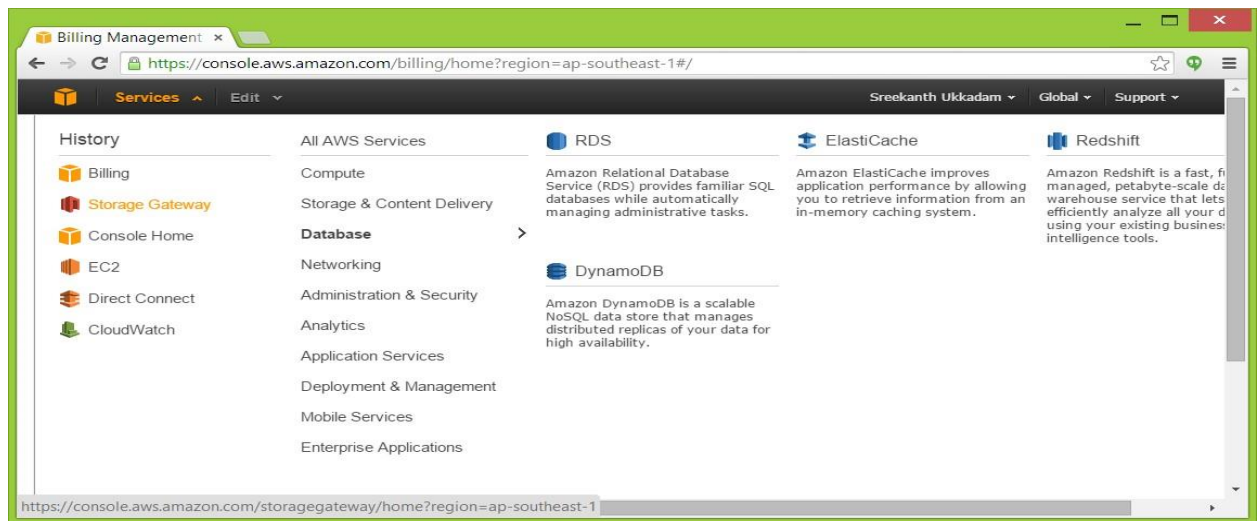 Billing Management
https://console.aws.amazon.com/billing/home?region=ap-southeast-1#/
Services Edit Sreekanth Ukkadam Global Support
History
Billing
Storage Gateway
Console Home
EC2
Direct Connect
CloudWatch
All AWS Services
Compute
Storage & Content Delivery
Database
Networking
Administration & Security
Analytics
Application Services
Deployment & Management
Mobile Services
Enterprise Applications
RDS
Amazon Relational Database
Service (RDS) provides familiar SQL
databases while automatically
managing administrative tasks.
DynamoDB
Amazon DynamoDB is a scalable
NoSQL data store that manages
distributed replicas of your data for
high availability.
ElastiCache
Amazon ElastiCache improves
application performance by allowing
you to retrieve information from an
in-memory caching system.
Redshift
Amazon Redshift is a fast,
managed, petabyte-scale
warehouse service that lets
efficiently analyze all your
using your existing
intelligence tools.
https://console.aws.amazon.com/storagegateway/home?region=ap-southeast-1